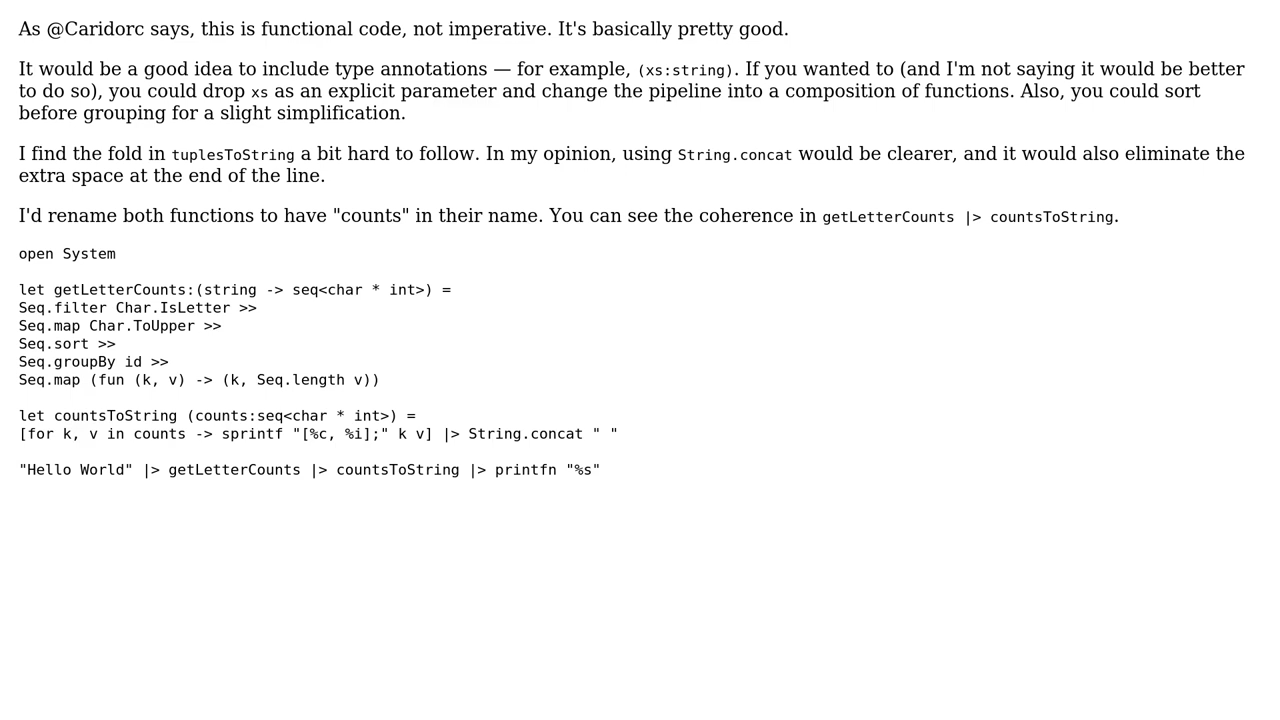 As @Caridorc says, this is functional code, not imperative. It's basically pretty good.
It would be a good idea to include type annotations — for example, (xs:string). If you wanted to (and I'm not saying it would be better
to do so), you could drop xs as an explicit parameter and change the pipeline into a composition of functions. Also, you could sort
before grouping for a slight simplification.
I find the fold in tuplesToString a bit hard to follow. In my opinion, using String.concat would be clearer, and it would also eliminate the
extra space at the end of the line.
I'd rename both functions to have "counts" in their name. You can see the coherence in getLetterCounts |> countsToString.
open System
let getLetterCounts:(string -> seq<char * int>) =
Seq.filter Char.IsLetter >>
Seq.map Char.ToUpper >>
Seq.sort >>
Seq.groupBy id >>
Seq.map (fun (k, v) -> (k, Seq.length v))
let countsToString (counts:seq<char * int>) =
[for k, v in counts -> sprintf "[%c, %i];" k v] |> String.concat " "
"Hello World" |> getLetterCounts |> countsToString |> printfn "%s"